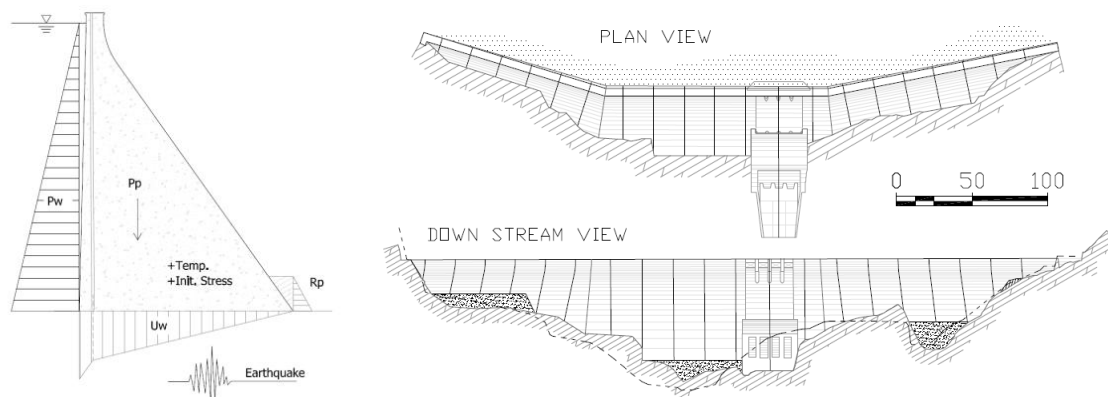 Pw
Pp
+Temp.
+Init. Stress
Rp
Uw
Earthquake
PLAN VIEW
0 50 100
DOWN STREAM VIEW